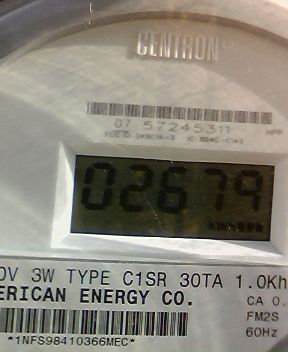 CENTRON
07 57245311
02679
0V 3W TYPE C1SR 30TA 1.0Kh
ERICAN ENERGY CO.
CA 0.
FM2S
60Hz
*1NFS98410366MEC*